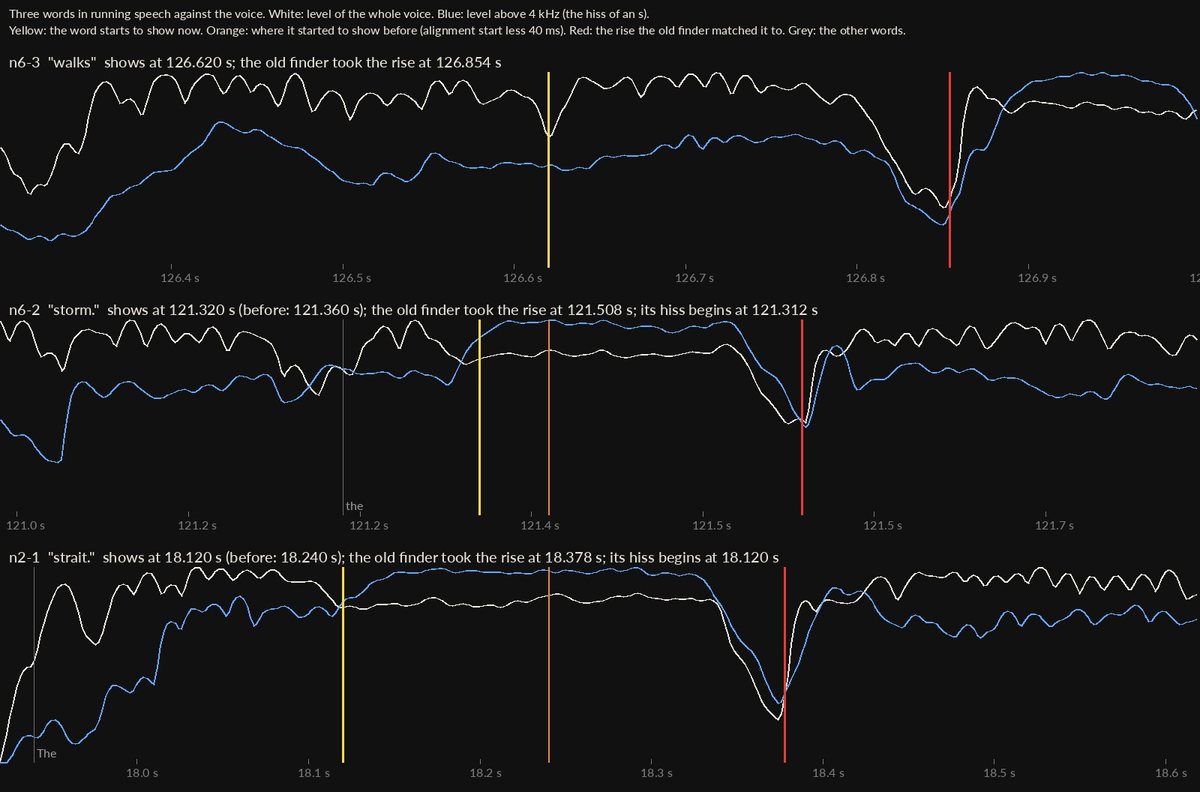 Three words in running speech against the voice. White: level of the whole voice. Blue: level above 4 kHz (the hiss of an s).
Yellow: the word starts to show now. Orange: where it started to show before (alignment start less 40 ms). Red: the rise the old finder matched it to. Grey: the other words.
n6-3 "walks" shows at 126.620 s; the old finder took the rise at 126.854 s
126.4 s 126.5 s 126.6 s 126.7 s 126.8 s 126.9 s 12
n6-2 "storm." shows at 121.320 s (before: 121.360 s); the old finder took the rise at 121.508 s; its hiss begins at 121.312 s
the
121.0 s 121.2 s 121.2 s 121.4 s 121.5 s 121.5 s 121.7 s
n2-1 "strait." shows at 18.120 s (before: 18.240 s); the old finder took the rise at 18.378 s; its hiss begins at 18.120 s
The
18.0 s 18.1 s 18.2 s 18.3 s 18.4 s 18.5 s 18.6 s